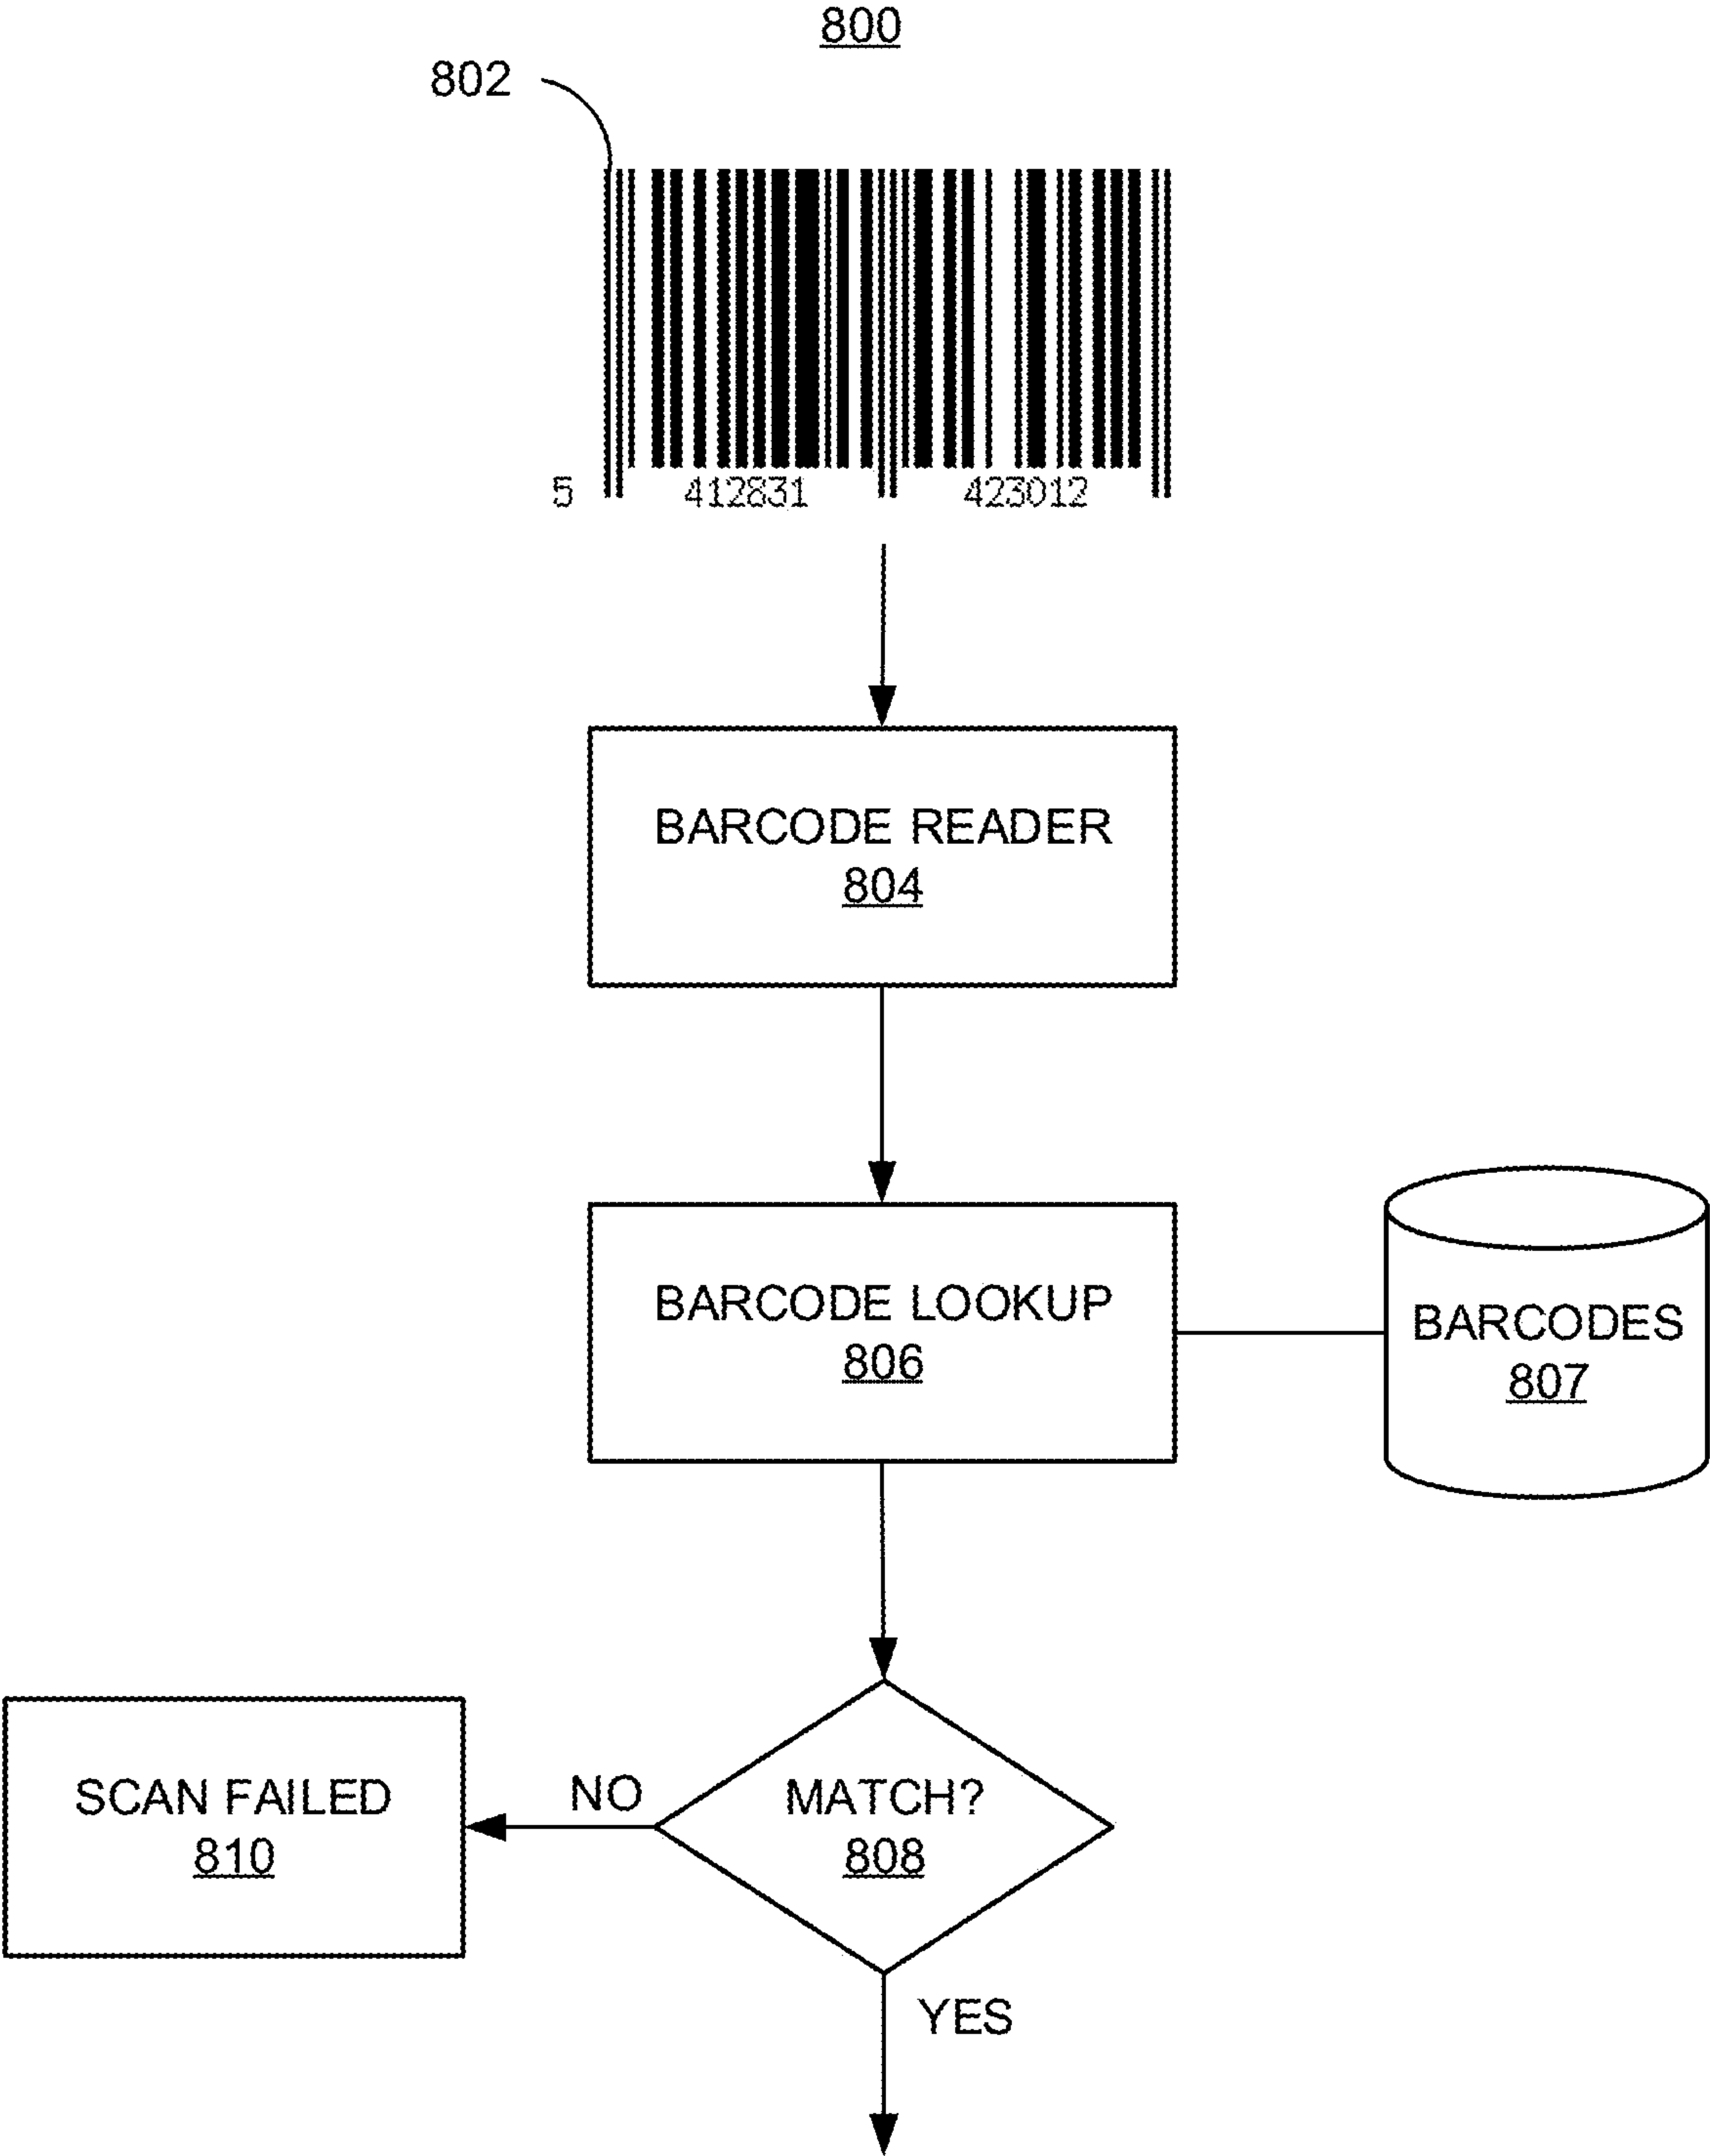 800
802
5 412831 423012
BARCODE READER
804
BARCODE LOOKUP
806
BARCODES
807
SCAN FAILED
810
NO
MATCH?
808
YES